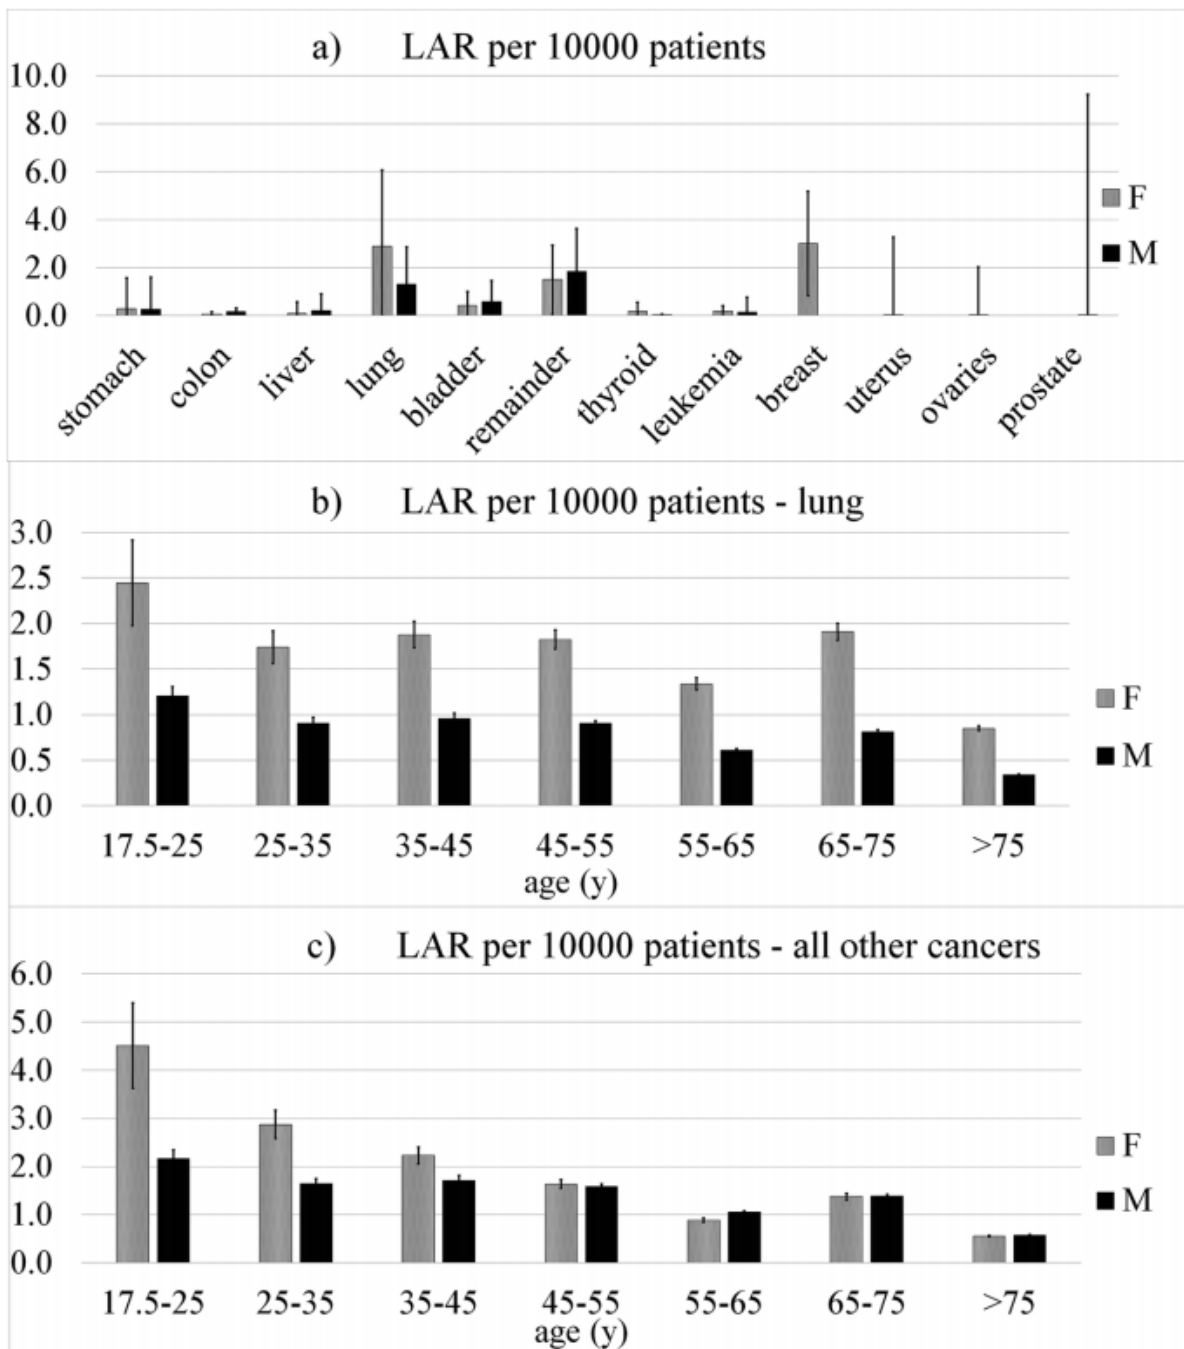 a) LAR per 10000 patients
10.0
8.0
6.0
4.0
2.0
0.0
F
M
stomach
colon
liver
lung
bladder
remainder
thyroid
leukemia
breast
uterus
ovaries
prostate
b) LAR per 10000 patients - lung
3.0
2.5
2.0
1.5
1.0
0.5
0.0
F
M
17.5-25 25-35 35-45 45-55 55-65 65-75 >75
age (y)
c) LAR per 10000 patients - all other cancers
6.0
5.0
4.0
3.0
2.0
1.0
0.0
F
M
17.5-25 25-35 35-45 45-55 55-65 65-75 >75
age (y)